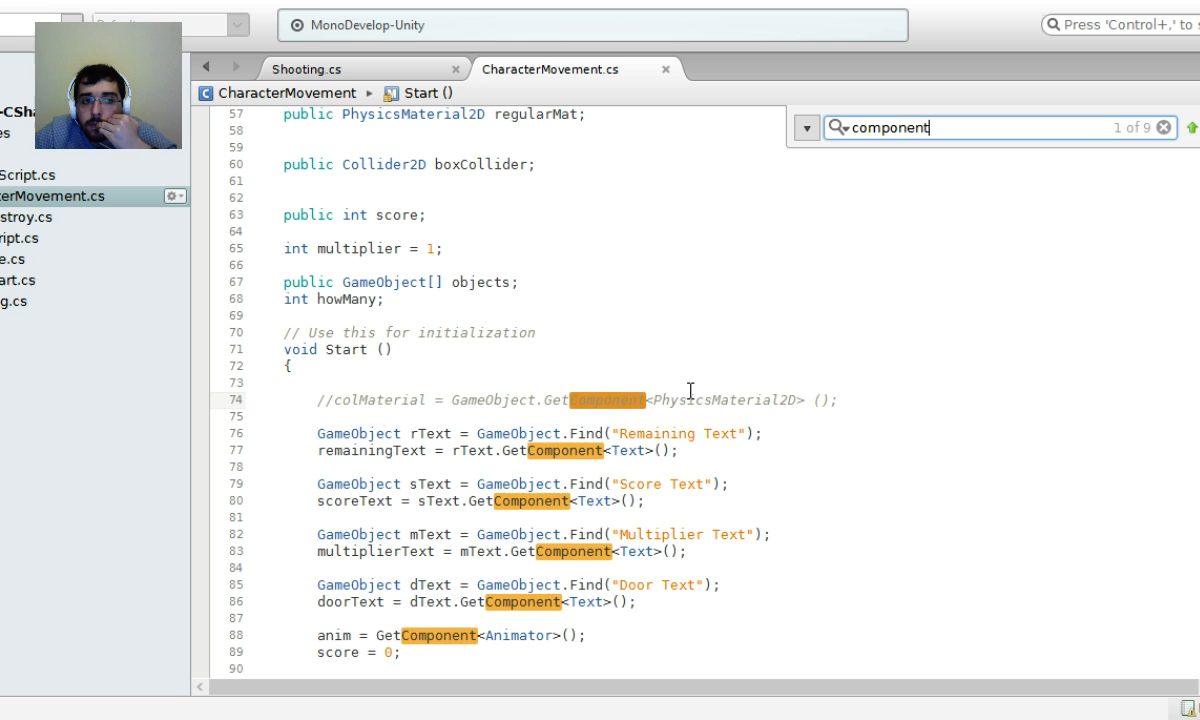 Default
MonoDevelop-Unity
Press 'Control+,' to s
Shooting.cs
CharacterMovement.cs
CharacterMovement
Start ()
component
1 of 9
-CSha
es
Script.cs
terMovement.cs
stroy.cs
ript.cs
e.cs
art.cs
g.cs
57 public PhysicsMaterial2D regularMat;
58
59
60 public Collider2D boxCollider;
61
62
63 public int score;
64
65 int multiplier = 1;
66
67 public GameObject[] objects;
68 int howMany;
69
70 // Use this for initialization
71 void Start ()
72 {
73
74 //colMaterial = GameObject.GetComponent<PhysicsMaterial2D> ();
75
76 GameObject rText = GameObject.Find("Remaining Text");
77 remainingText = rText.GetComponent<Text>();
78
79 GameObject sText = GameObject.Find("Score Text");
80 scoreText = sText.GetComponent<Text>();
81
82 GameObject mText = GameObject.Find("Multiplier Text");
83 multiplierText = mText.GetComponent<Text>();
84
85 GameObject dText = GameObject.Find("Door Text");
86 doorText = dText.GetComponent<Text>();
87
88 anim = GetComponent<Animator>();
89 score = 0;
90